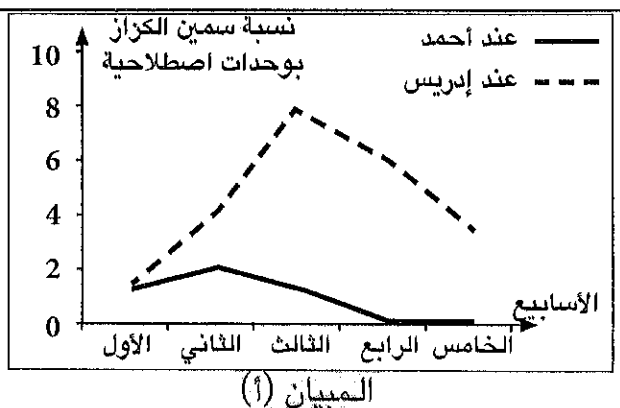 نسبة سمين الكزاز
بوحدات اصطلاحية
عند أحمد
عند إدريس
10
8
6
4
2
0
الأسابيع
الأول الثاني الثالث الرابع الخامس
المبيان (أ)